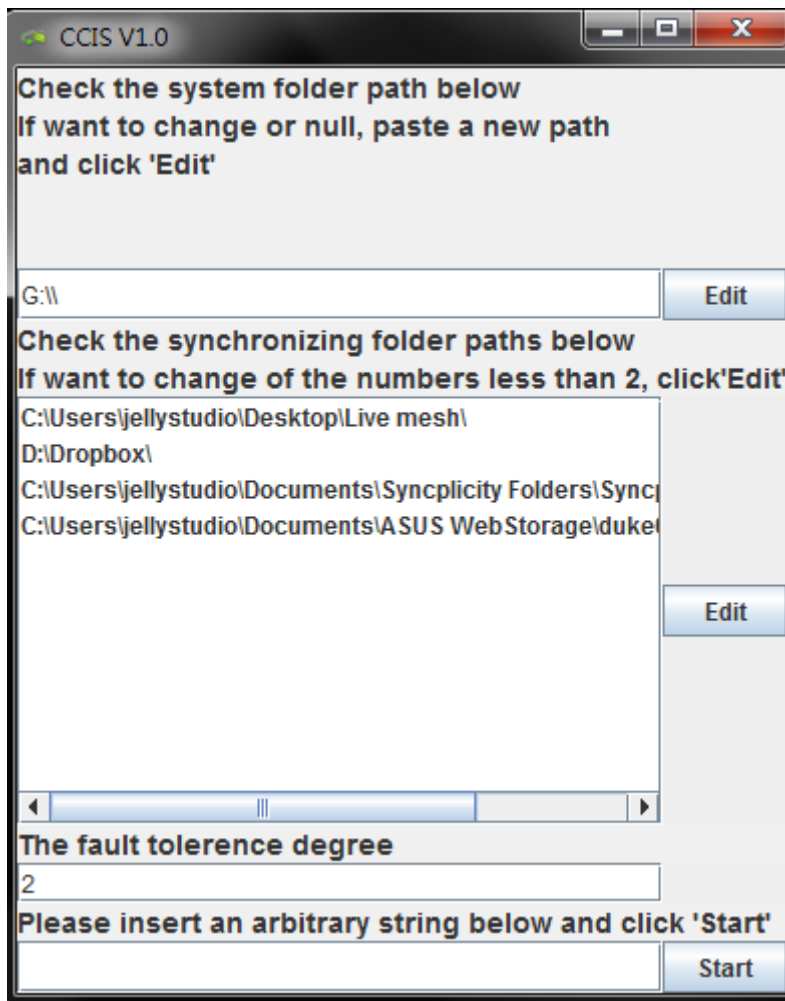 CCIS V1.0
Check the system folder path below
If want to change or null, paste a new path
and click 'Edit'
G:\\
Edit
Check the synchronizing folder paths below
If want to change of the numbers less than 2, click'Edit'
C:\Users\jellystudio\Desktop\Live mesh\
D:\Dropbox\
C:\Users\jellystudio\Documents\Syncplicity Folders\Sync
C:\Users\jellystudio\Documents\ASUS WebStorage\duke
Edit
The fault tolerence degree
2
Please insert an arbitrary string below and click 'Start'
Start